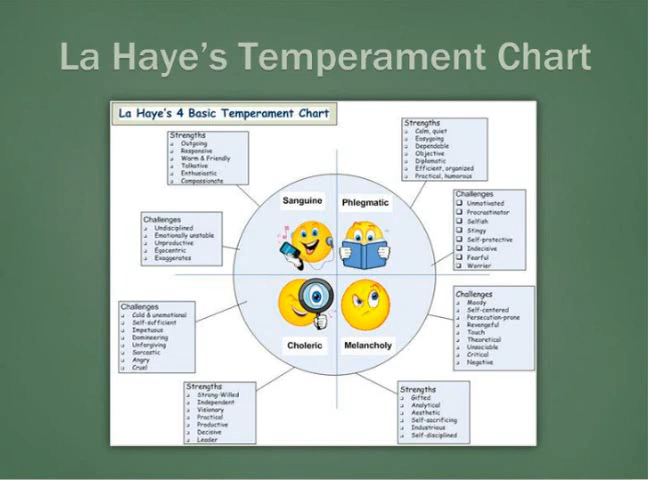 La Haye's Temperament Chart
La Haye's 4 Basic Temperament Chart
Strengths
Outgoing
Responsive
Warm & Friendly
Talkative
Enthusiastic
Compassionate
Challenges
Undisciplined
Emotionally unstable
Unproductive
Egocentric
Exaggerates
Sanguine
Phlegmatic
Strengths
Calm, quiet
Easygoing
Dependable
Objective
Diplomatic
Efficient, organized
Practical, humorous
Challenges
Unmotivated
Procrastinator
Selfish
Stingy
Self-protective
Indecisive
Fearful
Worrier
Challenges
Cold & unemotional
Self-sufficient
Impetuous
Domineering
Unforgiving
Sarcastic
Angry
Cruel
Strengths
Strong-Willed
Independent
Visionary
Practical
Productive
Decisive
Leader
Choleric
Melancholy
Challenges
Moody
Self-centered
Persecution-prone
Revengeful
Touch
Theoretical
Unsociable
Critical
Negative
Strengths
Gifted
Analytical
Aesthetic
Self-sacrificing
Industrious
Self-disciplined